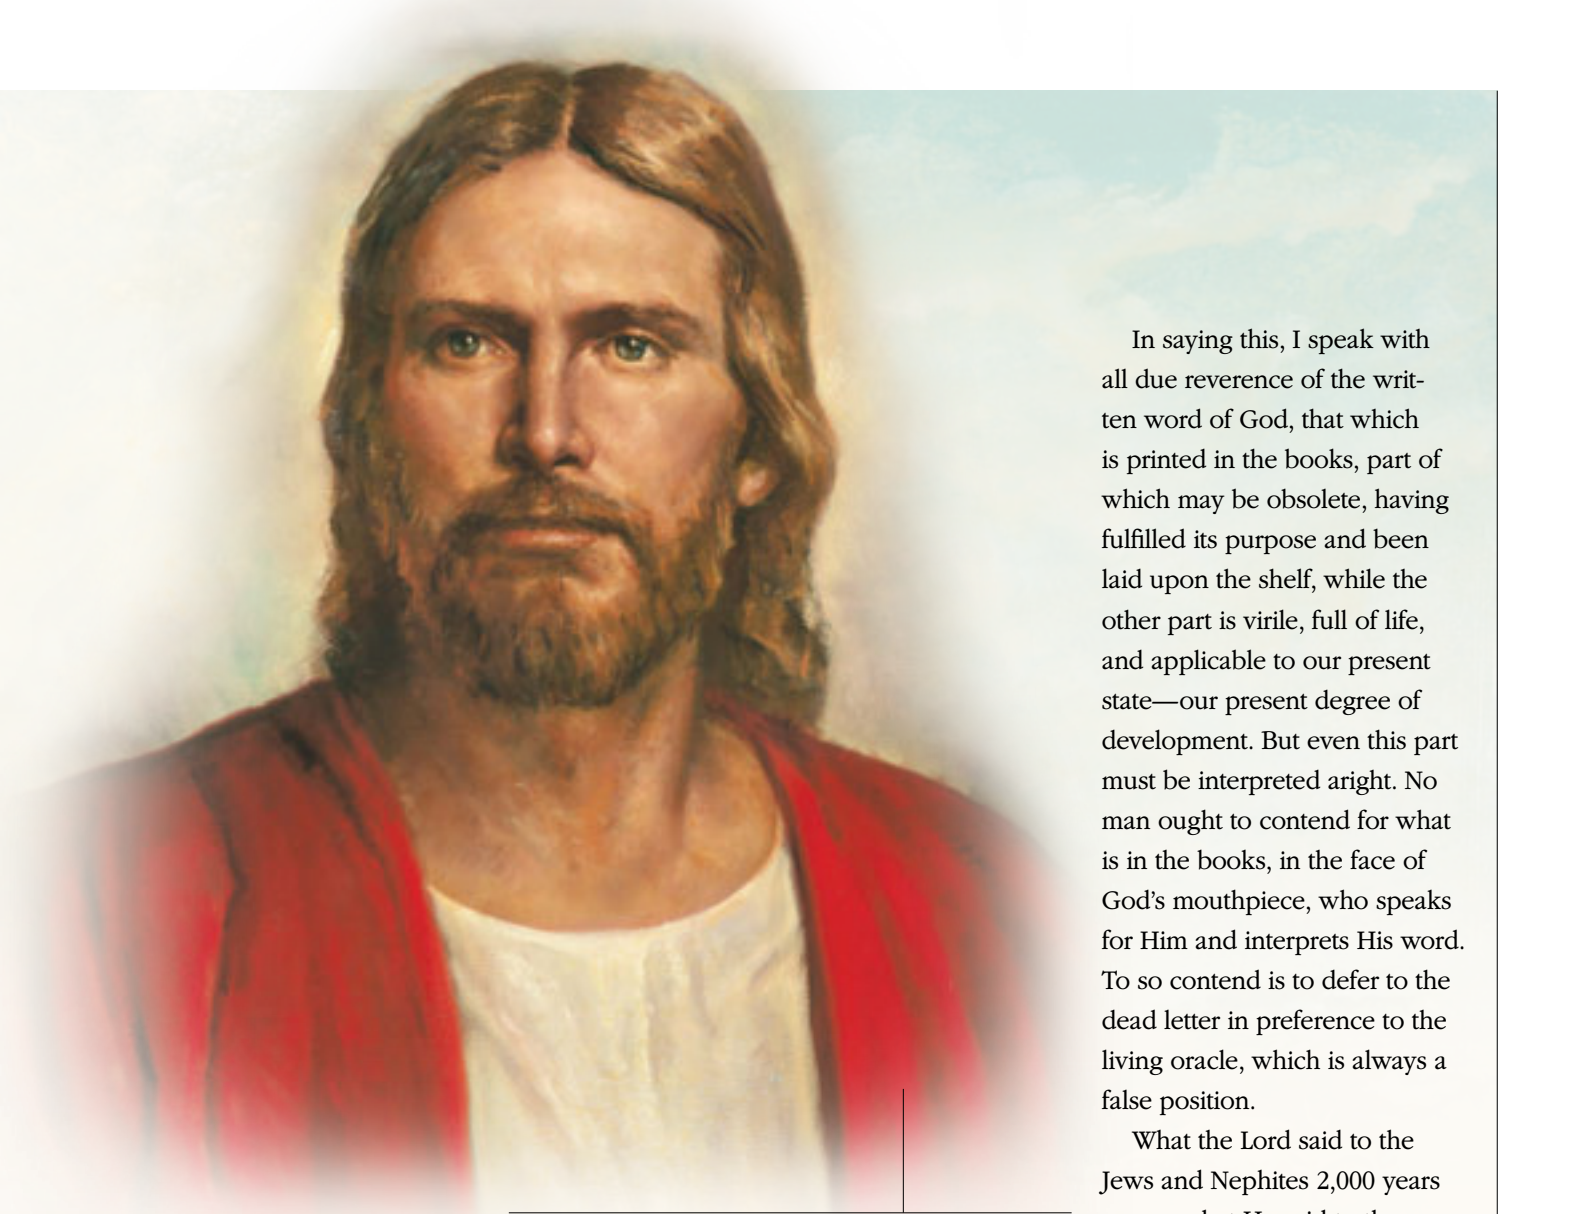 In saying this, I speak with
all due reverence of the writ-
ten word of God, that which
is printed in the books, part of
which may be obsolete, having
fulfilled its purpose and been
laid upon the shelf, while the
other part is virile, full of life,
and applicable to our present
state—our present degree of
development. But even this part
must be interpreted aright. No
man ought to contend for what
is in the books, in the face of
God’s mouthpiece, who speaks
for Him and interprets His word.
To so contend is to defer to the
dead letter in preference to the
living oracle, which is always a
false position.
What the Lord said to the
Jews and Nephites 2,000 years